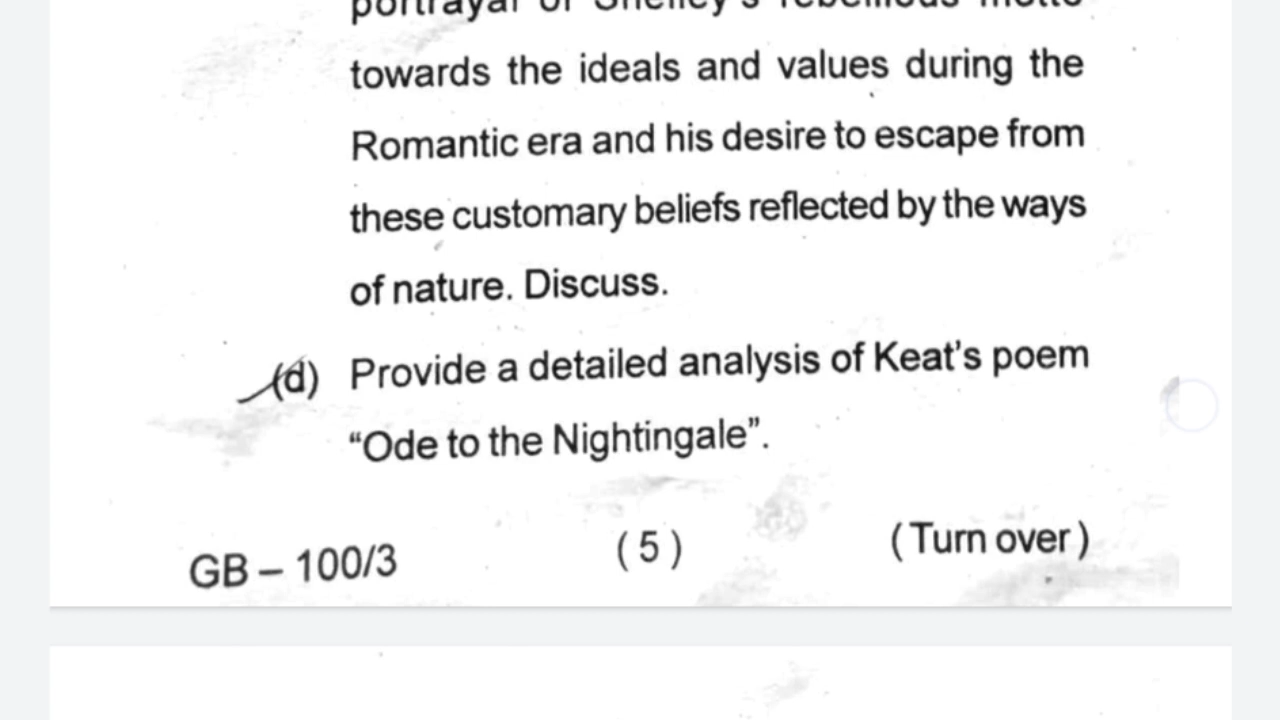 towards the ideals and values during the
Romantic era and his desire to escape from
these customary beliefs reflected by the ways
of nature. Discuss.
(d) Provide a detailed analysis of Keat's poem
“Ode to the Nightingale”.
GB – 100/3 (5) (Turn over)